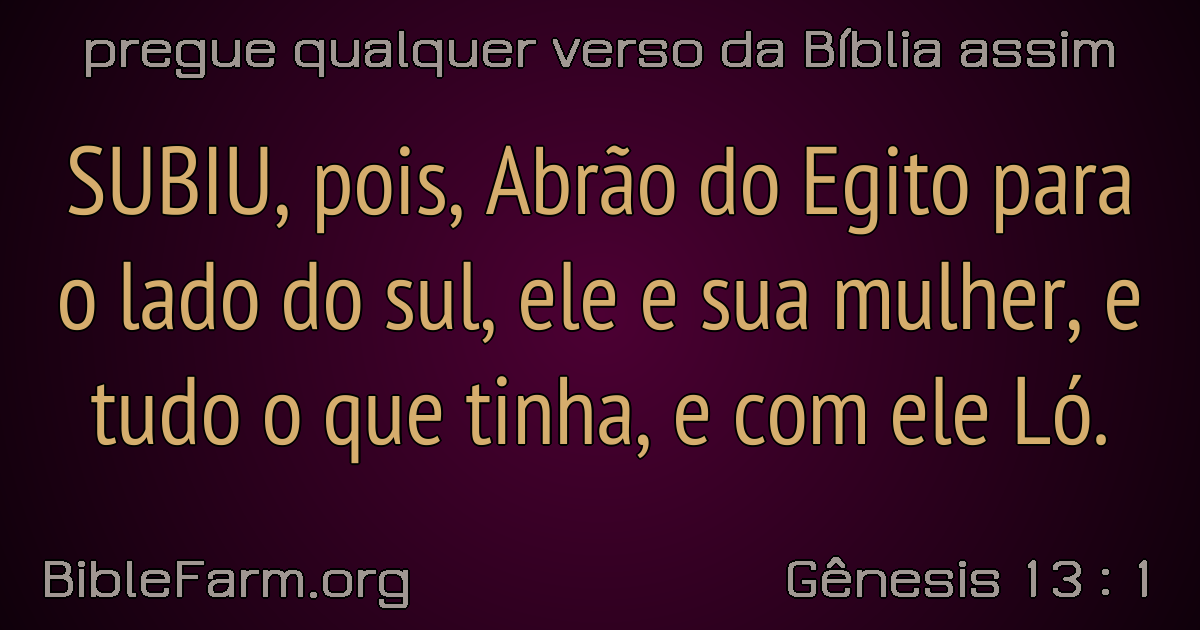 pregue qualquer verso da Bíblia assim
SUBIU, pois, Abrão do Egito para
o lado do sul, ele e sua mulher, e
tudo o que tinha, e com ele Ló.
BibleFarm.org
Gênesis 13 : 1